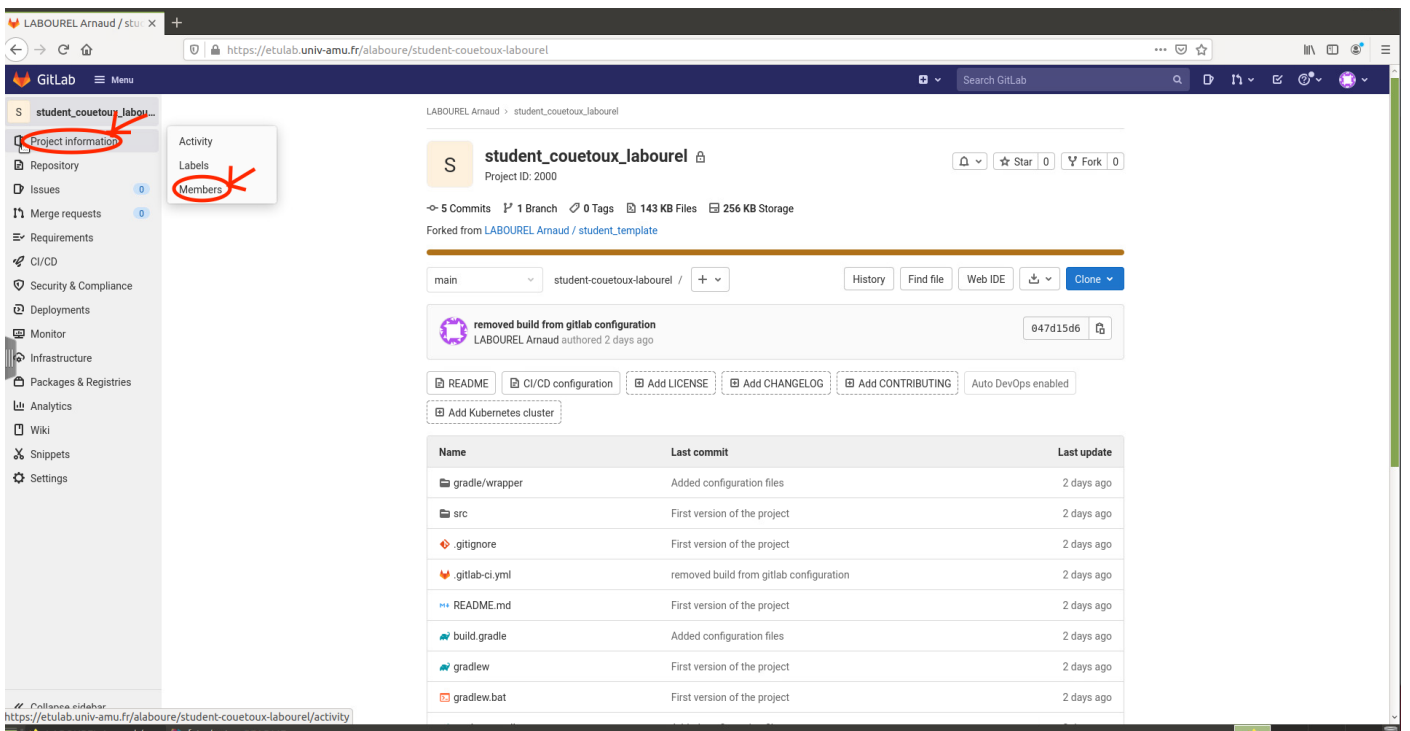 LABOUREL Arnaud / stu
https://etulab.univ-amu.fr/alaboure/student-couetoux-labourel
GitLab Menu Search GitLab
S student_couetoux_labou...
Project information
Repository
Issues 0
Merge requests 0
Requirements
CI/CD
Security & Compliance
Deployments
Monitor
Infrastructure
Packages & Registries
Analytics
Wiki
Snippets
Settings
Collapse sidebar
https://etulab.univ-amu.fr/alaboure/student-couetoux-labourel/activity
Activity
Labels
Members
LABOUREL Arnaud > student_couetoux_labourel
S student_couetoux_labourel
Project ID: 2000
Star 0 Fork 0
5 Commits 1 Branch 0 Tags 143 KB Files 256 KB Storage
Forked from LABOUREL Arnaud / student_template
main student-couetoux-labourel / + History Find file Web IDE Clone
removed build from gitlab configuration
LABOUREL Arnaud authored 2 days ago
047d15d6
README CI/CD configuration Add LICENSE Add CHANGELOG Add CONTRIBUTING Auto DevOps enabled
Add Kubernetes cluster
Name Last commit Last update
gradle/wrapper Added configuration files 2 days ago
src First version of the project 2 days ago
.gitignore First version of the project 2 days ago
.gitlab-ci.yml removed build from gitlab configuration 2 days ago
README.md First version of the project 2 days ago
build.gradle Added configuration files 2 days ago
gradlew First version of the project 2 days ago
gradlew.bat First version of the project 2 days ago